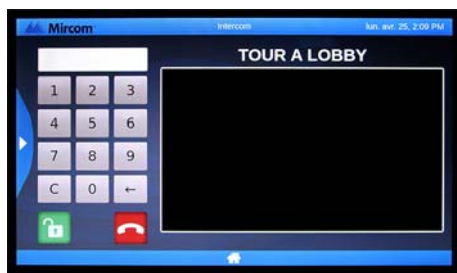 Mircom
Intercom
lun. avr. 25, 2:09 PM
TOUR A LOBBY
1 2 3
4 5 6
7 8 9
C 0 ←